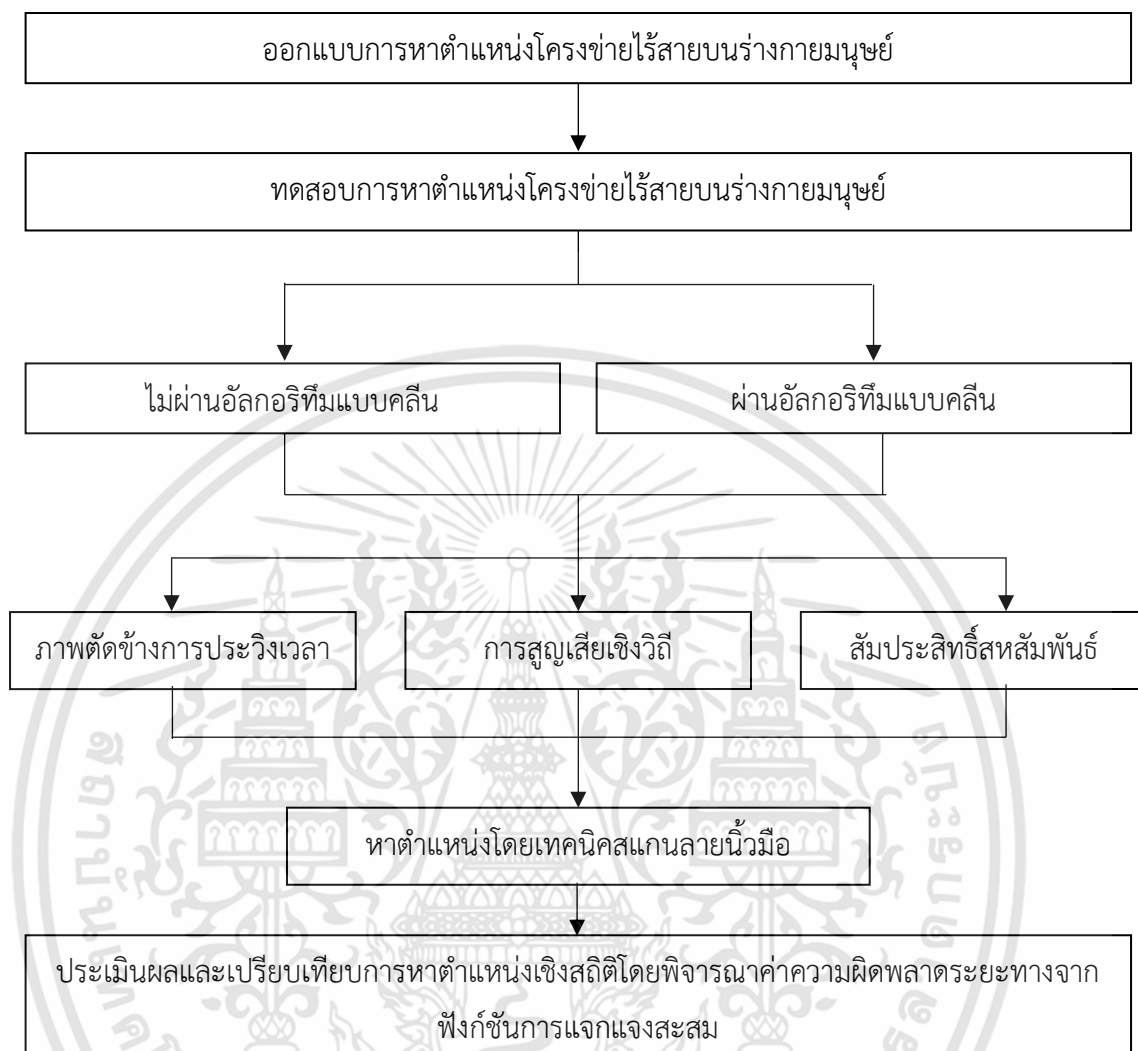 ออกแบบการหาตำแหน่งโครงข่ายไร้สายบนร่างกายมนุษย์
ทดสอบการหาตำแหน่งโครงข่ายไร้สายบนร่างกายมนุษย์
ไม่ผ่านอัลกอริทึมแบบคลีน
ผ่านอัลกอริทึมแบบคลีน
ภาพตัดข้างการประวิงเวลา
การสูญเสียเชิงวิถี
สัมประสิทธิ์สหสัมพันธ์
หาตำแหน่งโดยเทคนิคสแกนลายนิ้วมือ
ประเมินผลและเปรียบเทียบการหาตำแหน่งเชิงสถิติโดยพิจารณาค่าความผิดพลาดระยะทางจาก
ฟังก์ชันการแจกแจงสะสม